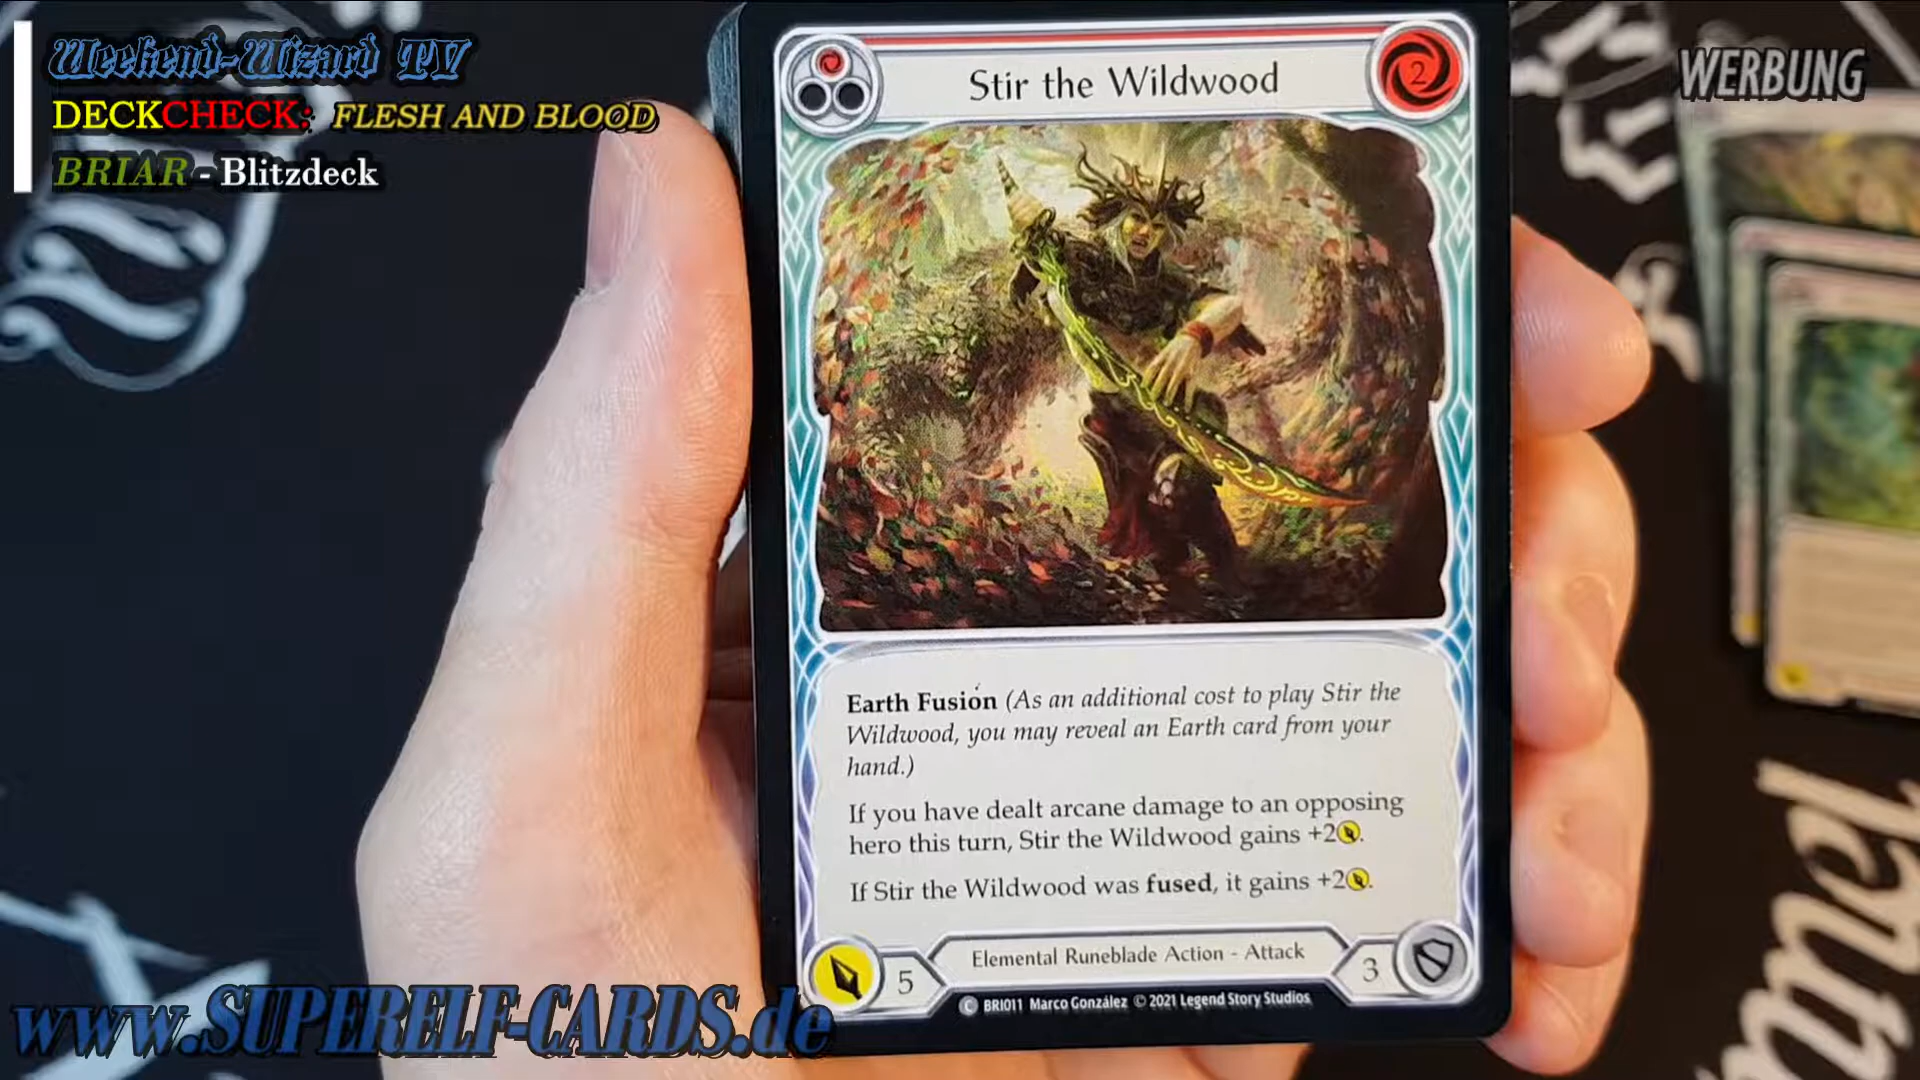 Weekend-Wizard TV
DECKCHECK: FLESH AND BLOOD
BRIAR - Blitzdeck
WERBUNG
Stir the Wildwood
2
Earth Fusion (As an additional cost to play Stir the
Wildwood, you may reveal an Earth card from your
hand.)
If you have dealt arcane damage to an opposing
hero this turn, Stir the Wildwood gains +2.
If Stir the Wildwood was fused, it gains +2.
5
Elemental Runeblade Action - Attack
3
C BRI011 Marco González © 2021 Legend Story Studios
www.SUPERELF-CARDS.de